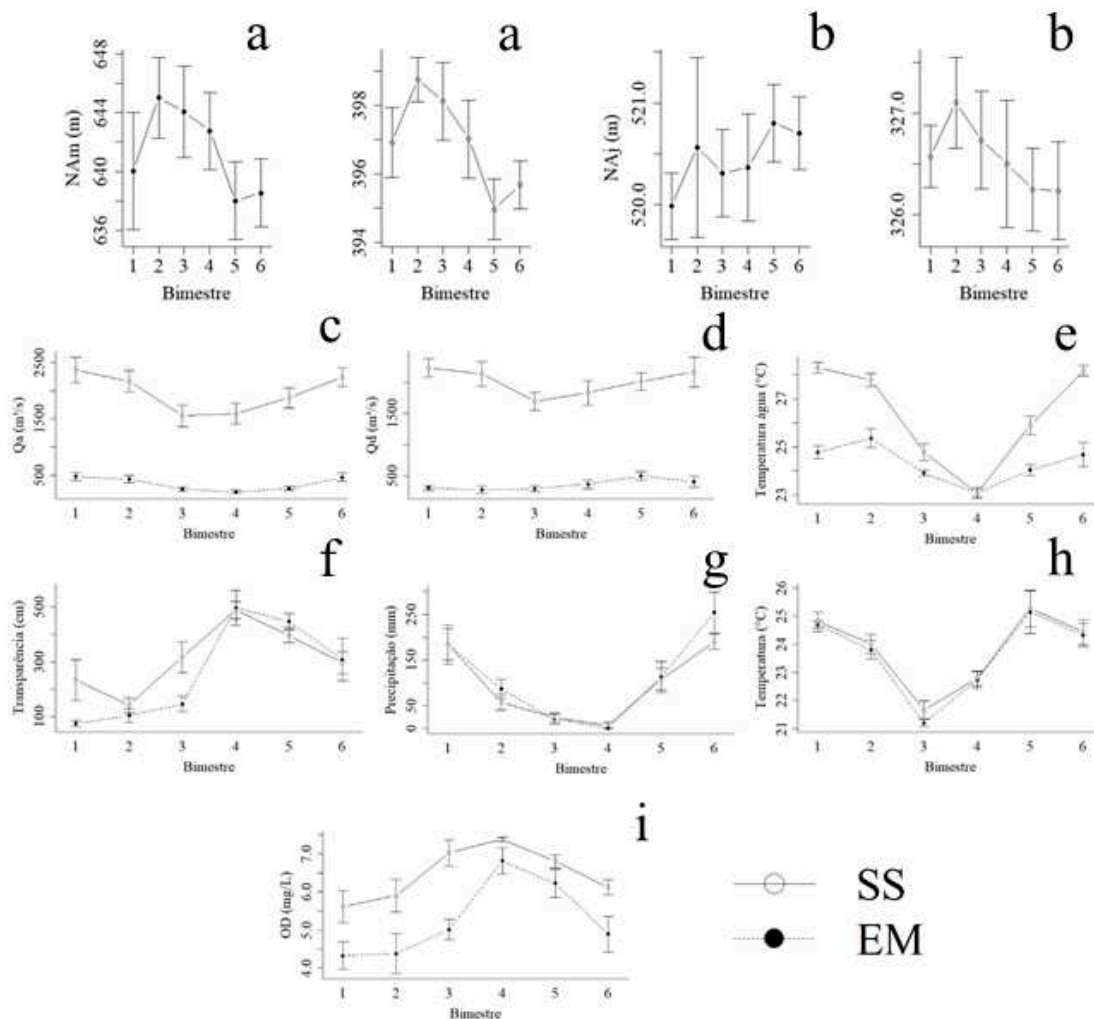 a
a
b
b
NAm (m)
648
644
640
636
1 2 3 4 5 6
Bimestre
398
396
394
1 2 3 4 5 6
Bimestre
NAj (m)
521.0
520.0
1 2 3 4 5 6
Bimestre
327.0
326.0
1 2 3 4 5 6
Bimestre
c
Qa (m³/s)
2500
1500
500
1 2 3 4 5 6
Bimestre
d
Qd (m³/s)
1500
500
1 2 3 4 5 6
Bimestre
e
Temperatura água (°C)
27
25
23
1 2 3 4 5 6
Bimestre
f
Transparência (cm)
500
300
100
1 2 3 4 5 6
Bimestre
g
Precipitação (mm)
250
150
50
0
1 2 3 4 5 6
Bimestre
h
Temperatura (°C)
26
25
24
23
22
21
1 2 3 4 5 6
Bimestre
i
OD (mg/L)
7.0
6.0
5.0
4.0
1 2 3 4 5 6
Bimestre
SS
EM